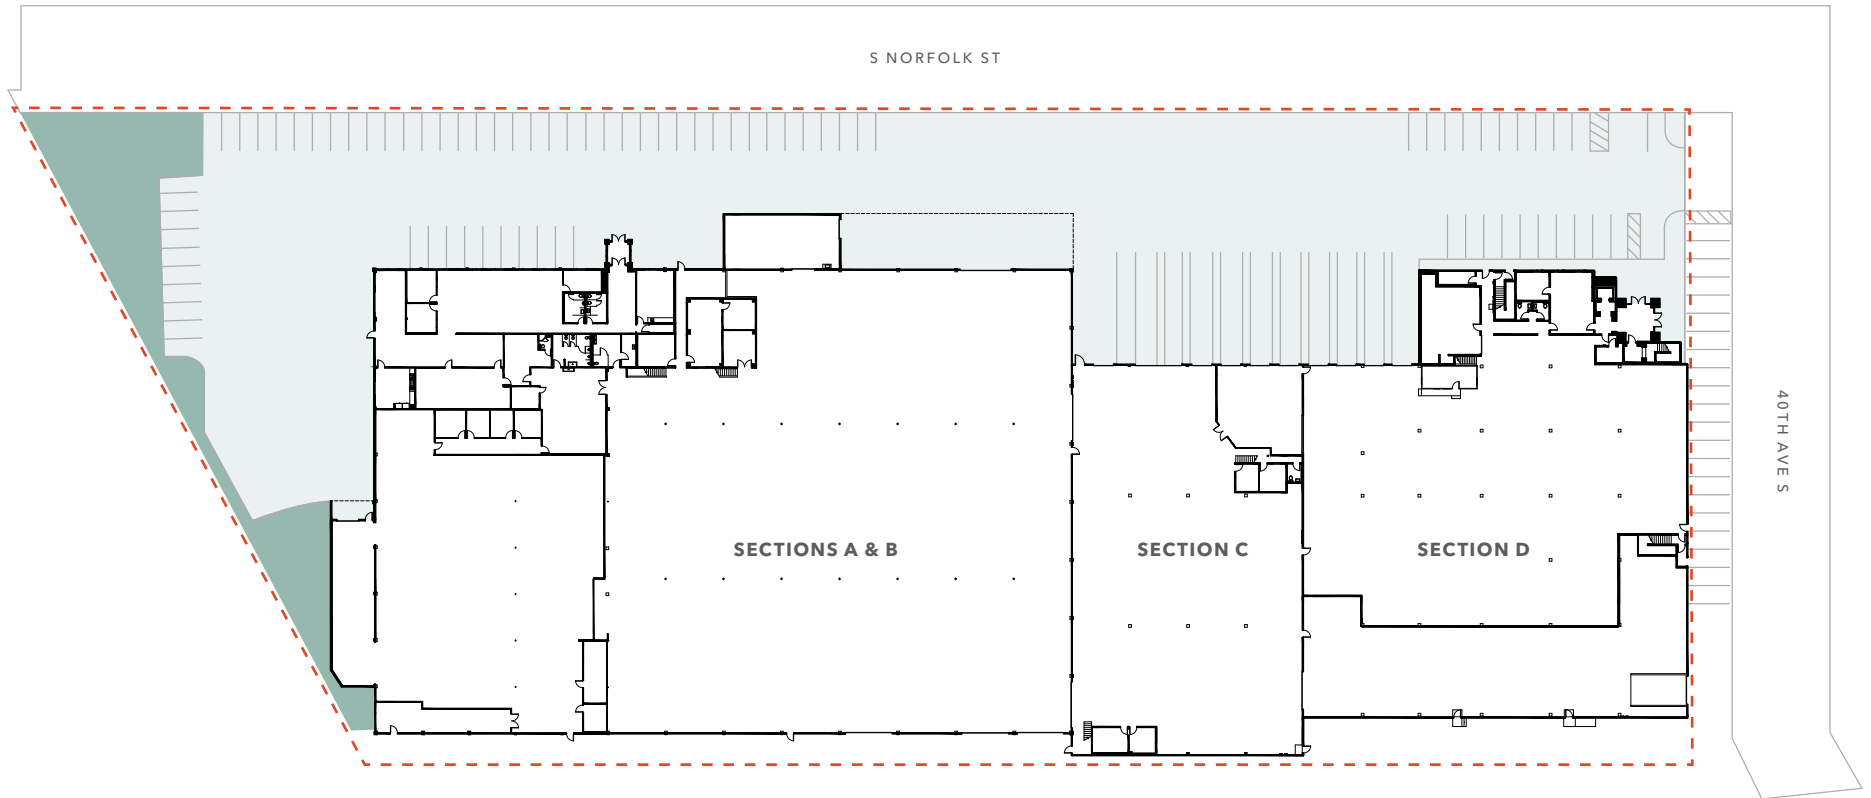 S NORFOLK ST
40TH AVE S
SECTIONS A & B
SECTION C
SECTION D